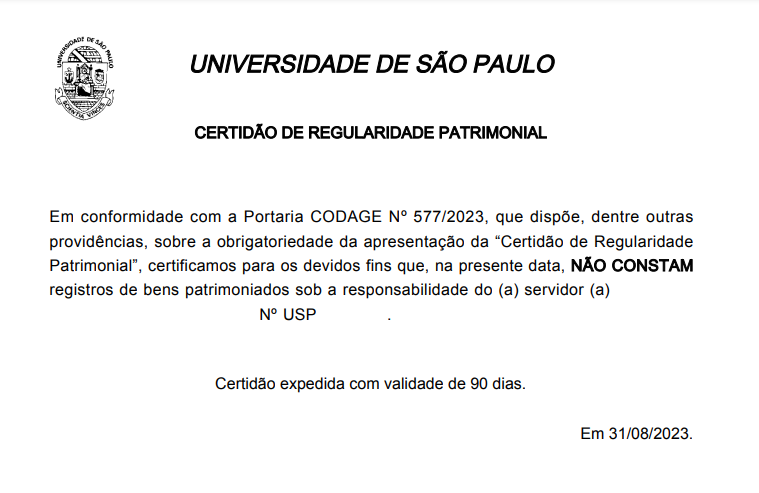 UNIVERSIDADE DE SÃO PAULO
SCIENTIA VINCES
UNIVERSIDADE DE SÃO PAULO
CERTIDÃO DE REGULARIDADE PATRIMONIAL
Em conformidade com a Portaria CODAGE Nº 577/2023, que dispõe, dentre outras
providências, sobre a obrigatoriedade da apresentação da “Certidão de Regularidade
Patrimonial”, certificamos para os devidos fins que, na presente data, NÃO CONSTAM
registros de bens patrimoniados sob a responsabilidade do (a) servidor (a)
Nº USP .
Certidão expedida com validade de 90 dias.
Em 31/08/2023.